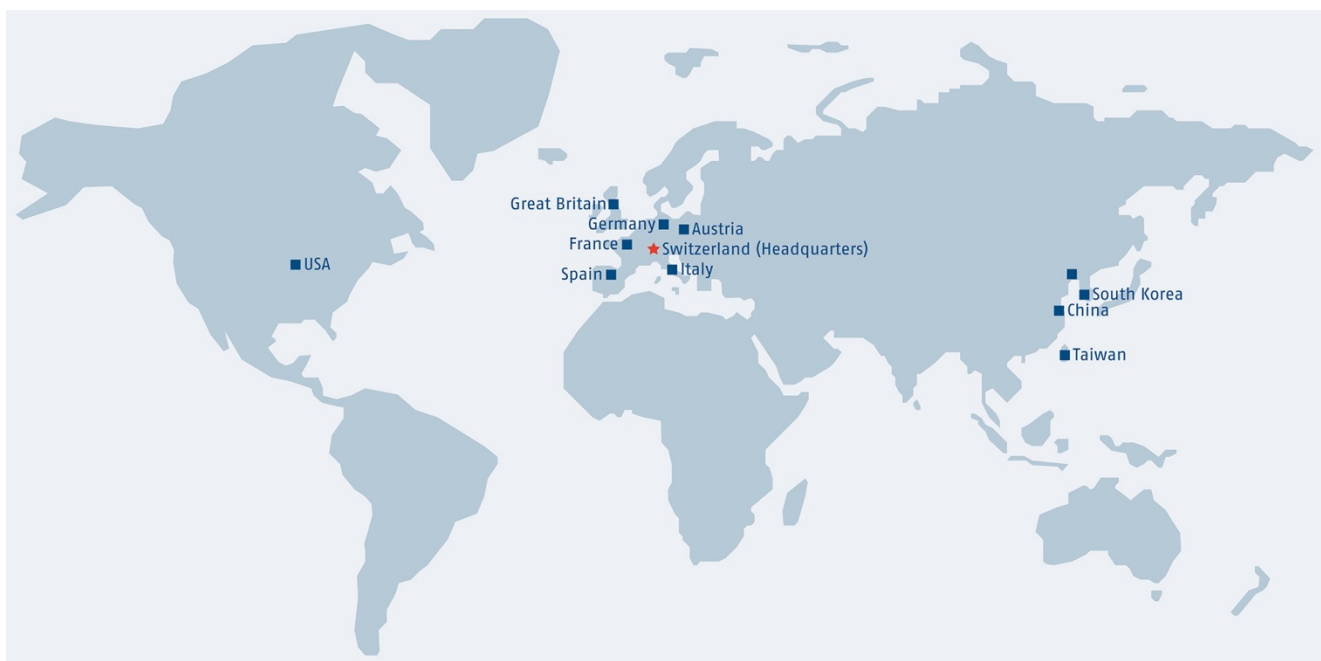 Great Britain
Germany
Austria
France
Switzerland (Headquarters)
USA
Italy
Spain
South Korea
China
Taiwan